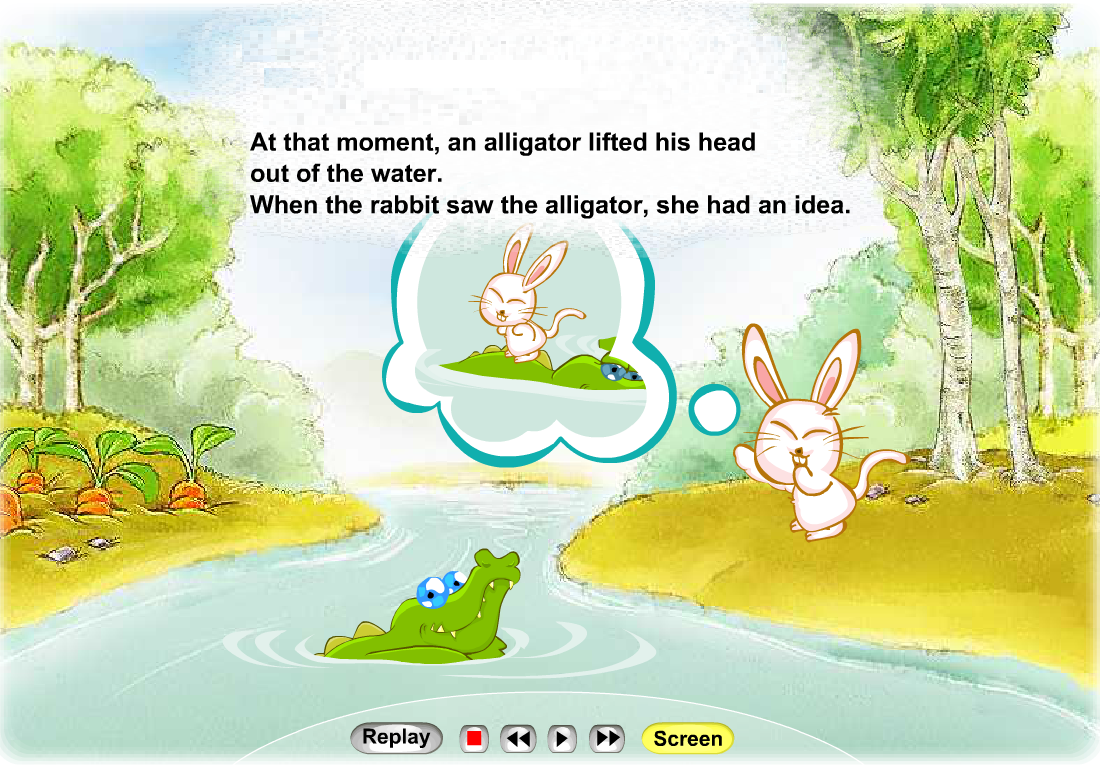 At that moment, an alligator lifted his head
out of the water.
When the rabbit saw the alligator, she had an idea.
Replay
Screen